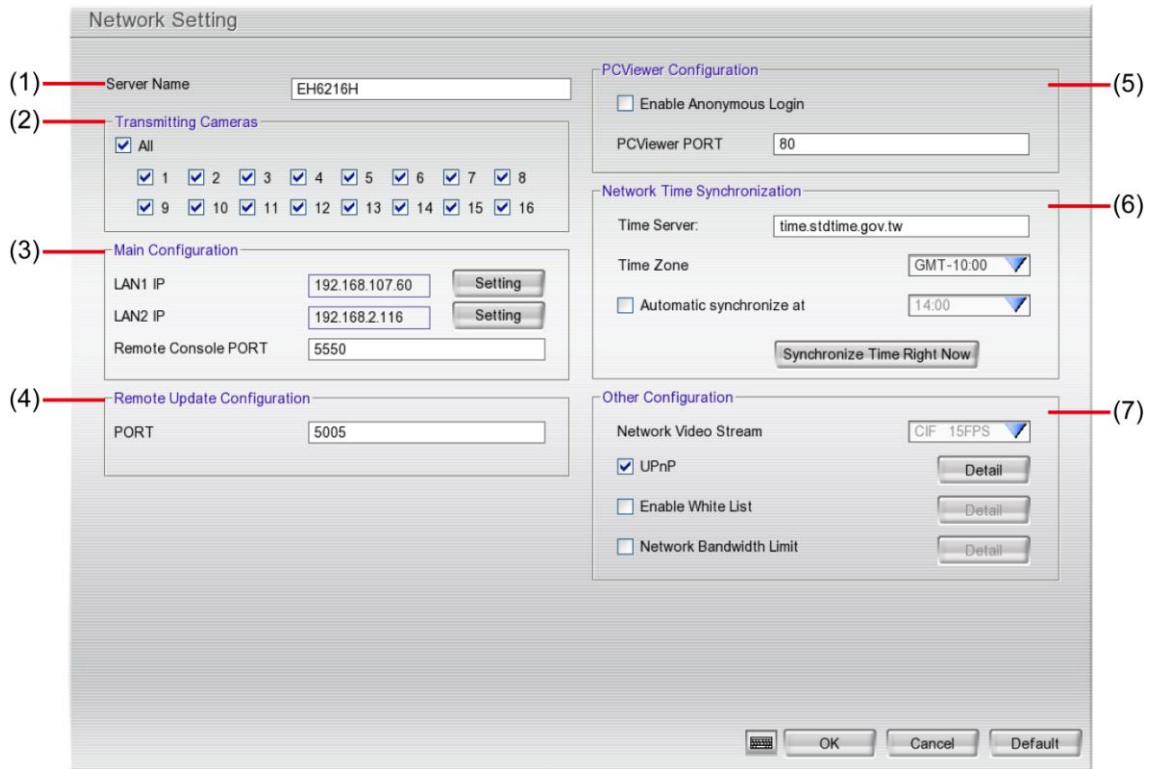 Network Setting
(1)
Server Name
EH6216H
(2)
Transmitting Cameras
All
1 2 3 4 5 6 7 8
9 10 11 12 13 14 15 16
(3)
Main Configuration
LAN1 IP 192.168.107.60 Setting
LAN2 IP 192.168.2.116 Setting
Remote Console PORT 5550
(4)
Remote Update Configuration
PORT 5005
PCViewer Configuration
(5)
Enable Anonymous Login
PCViewer PORT 80
Network Time Synchronization
(6)
Time Server: time.stdtime.gov.tw
Time Zone GMT-10:00
Automatic synchronize at 14:00
Synchronize Time Right Now
Other Configuration
(7)
Network Video Stream CIF 15FPS
UPnP Detail
Enable White List Detail
Network Bandwidth Limit Detail
OK Cancel Default